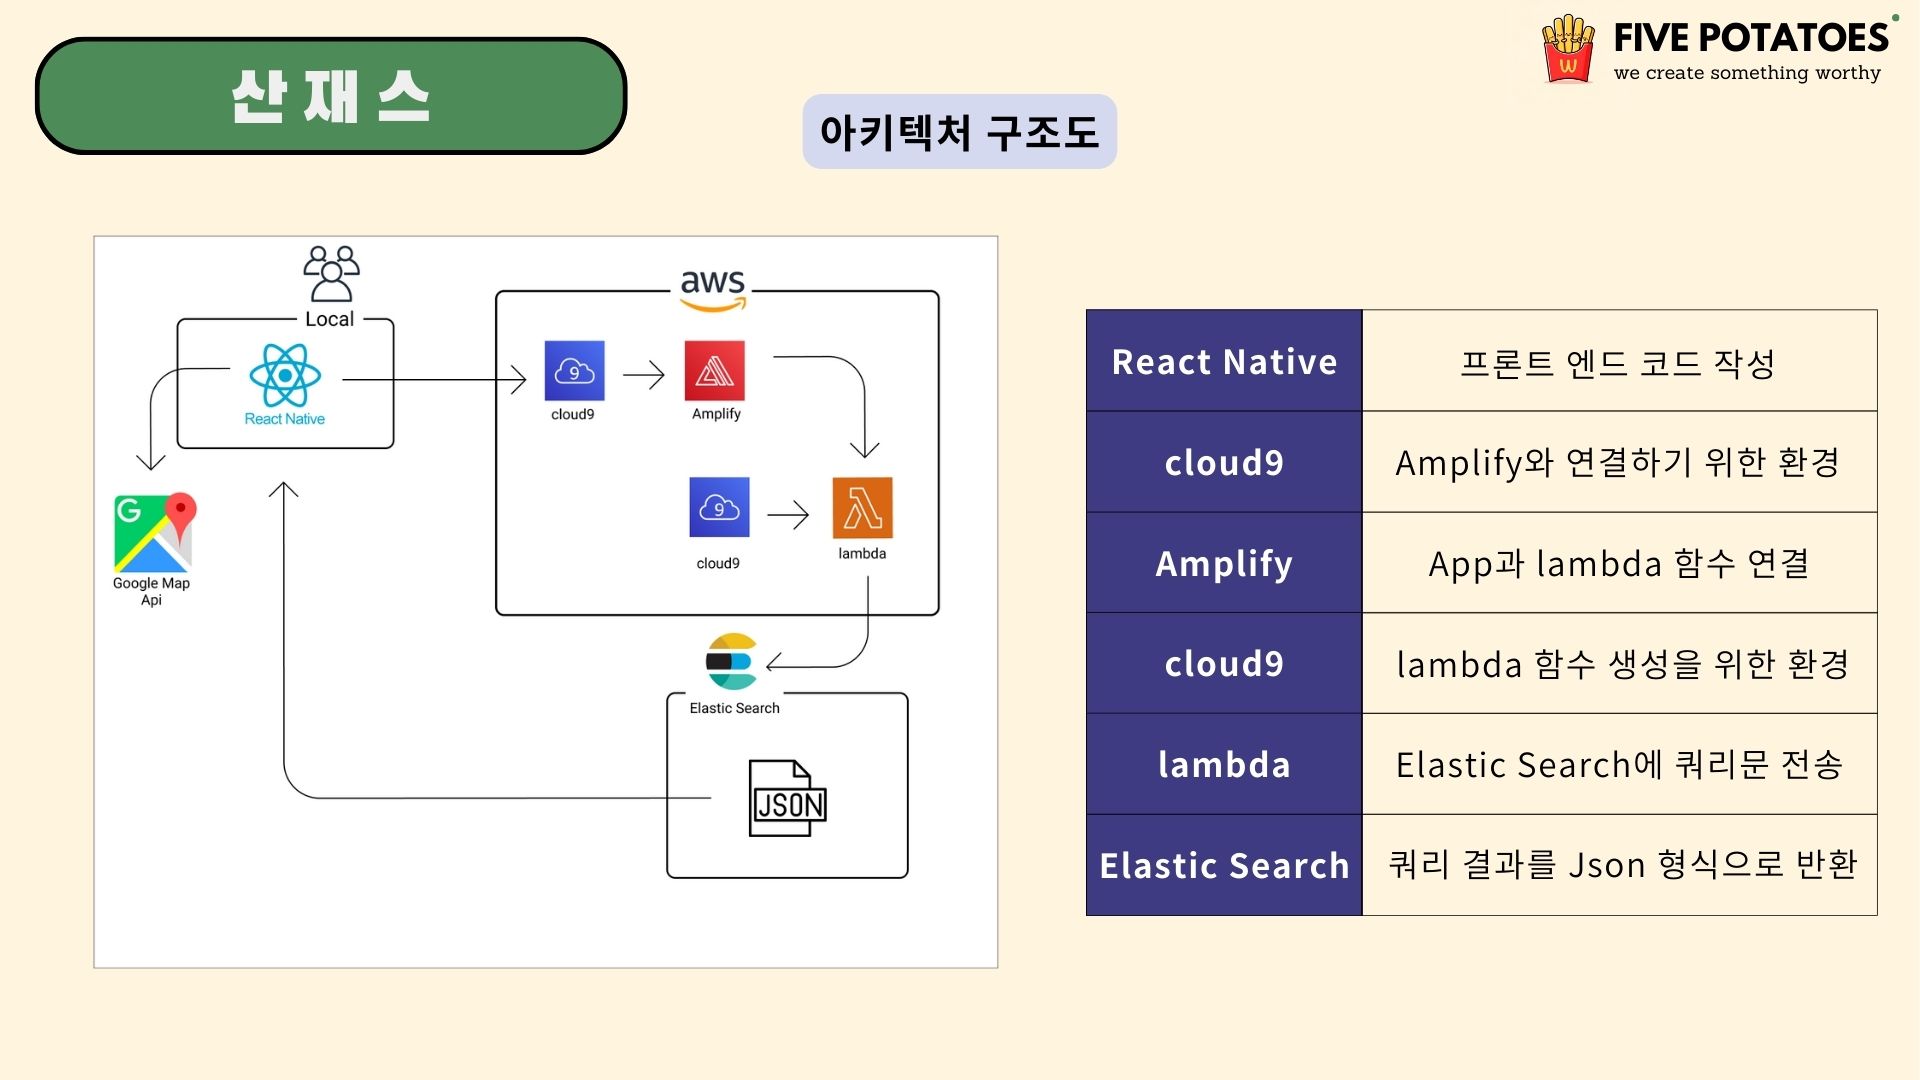 산재스
아키텍처 구조도
FIVE POTATOES
we create something worthy
Local
React Native
Google Map
Api
aws
9
cloud9
Amplify
9
cloud9
lambda
Elastic Search
JSON
React Native 프론트 엔드 코드 작성
cloud9 Amplify와 연결하기 위한 환경
Amplify App과 lambda 함수 연결
cloud9 lambda 함수 생성을 위한 환경
lambda Elastic Search에 쿼리문 전송
Elastic Search 쿼리 결과를 Json 형식으로 반환